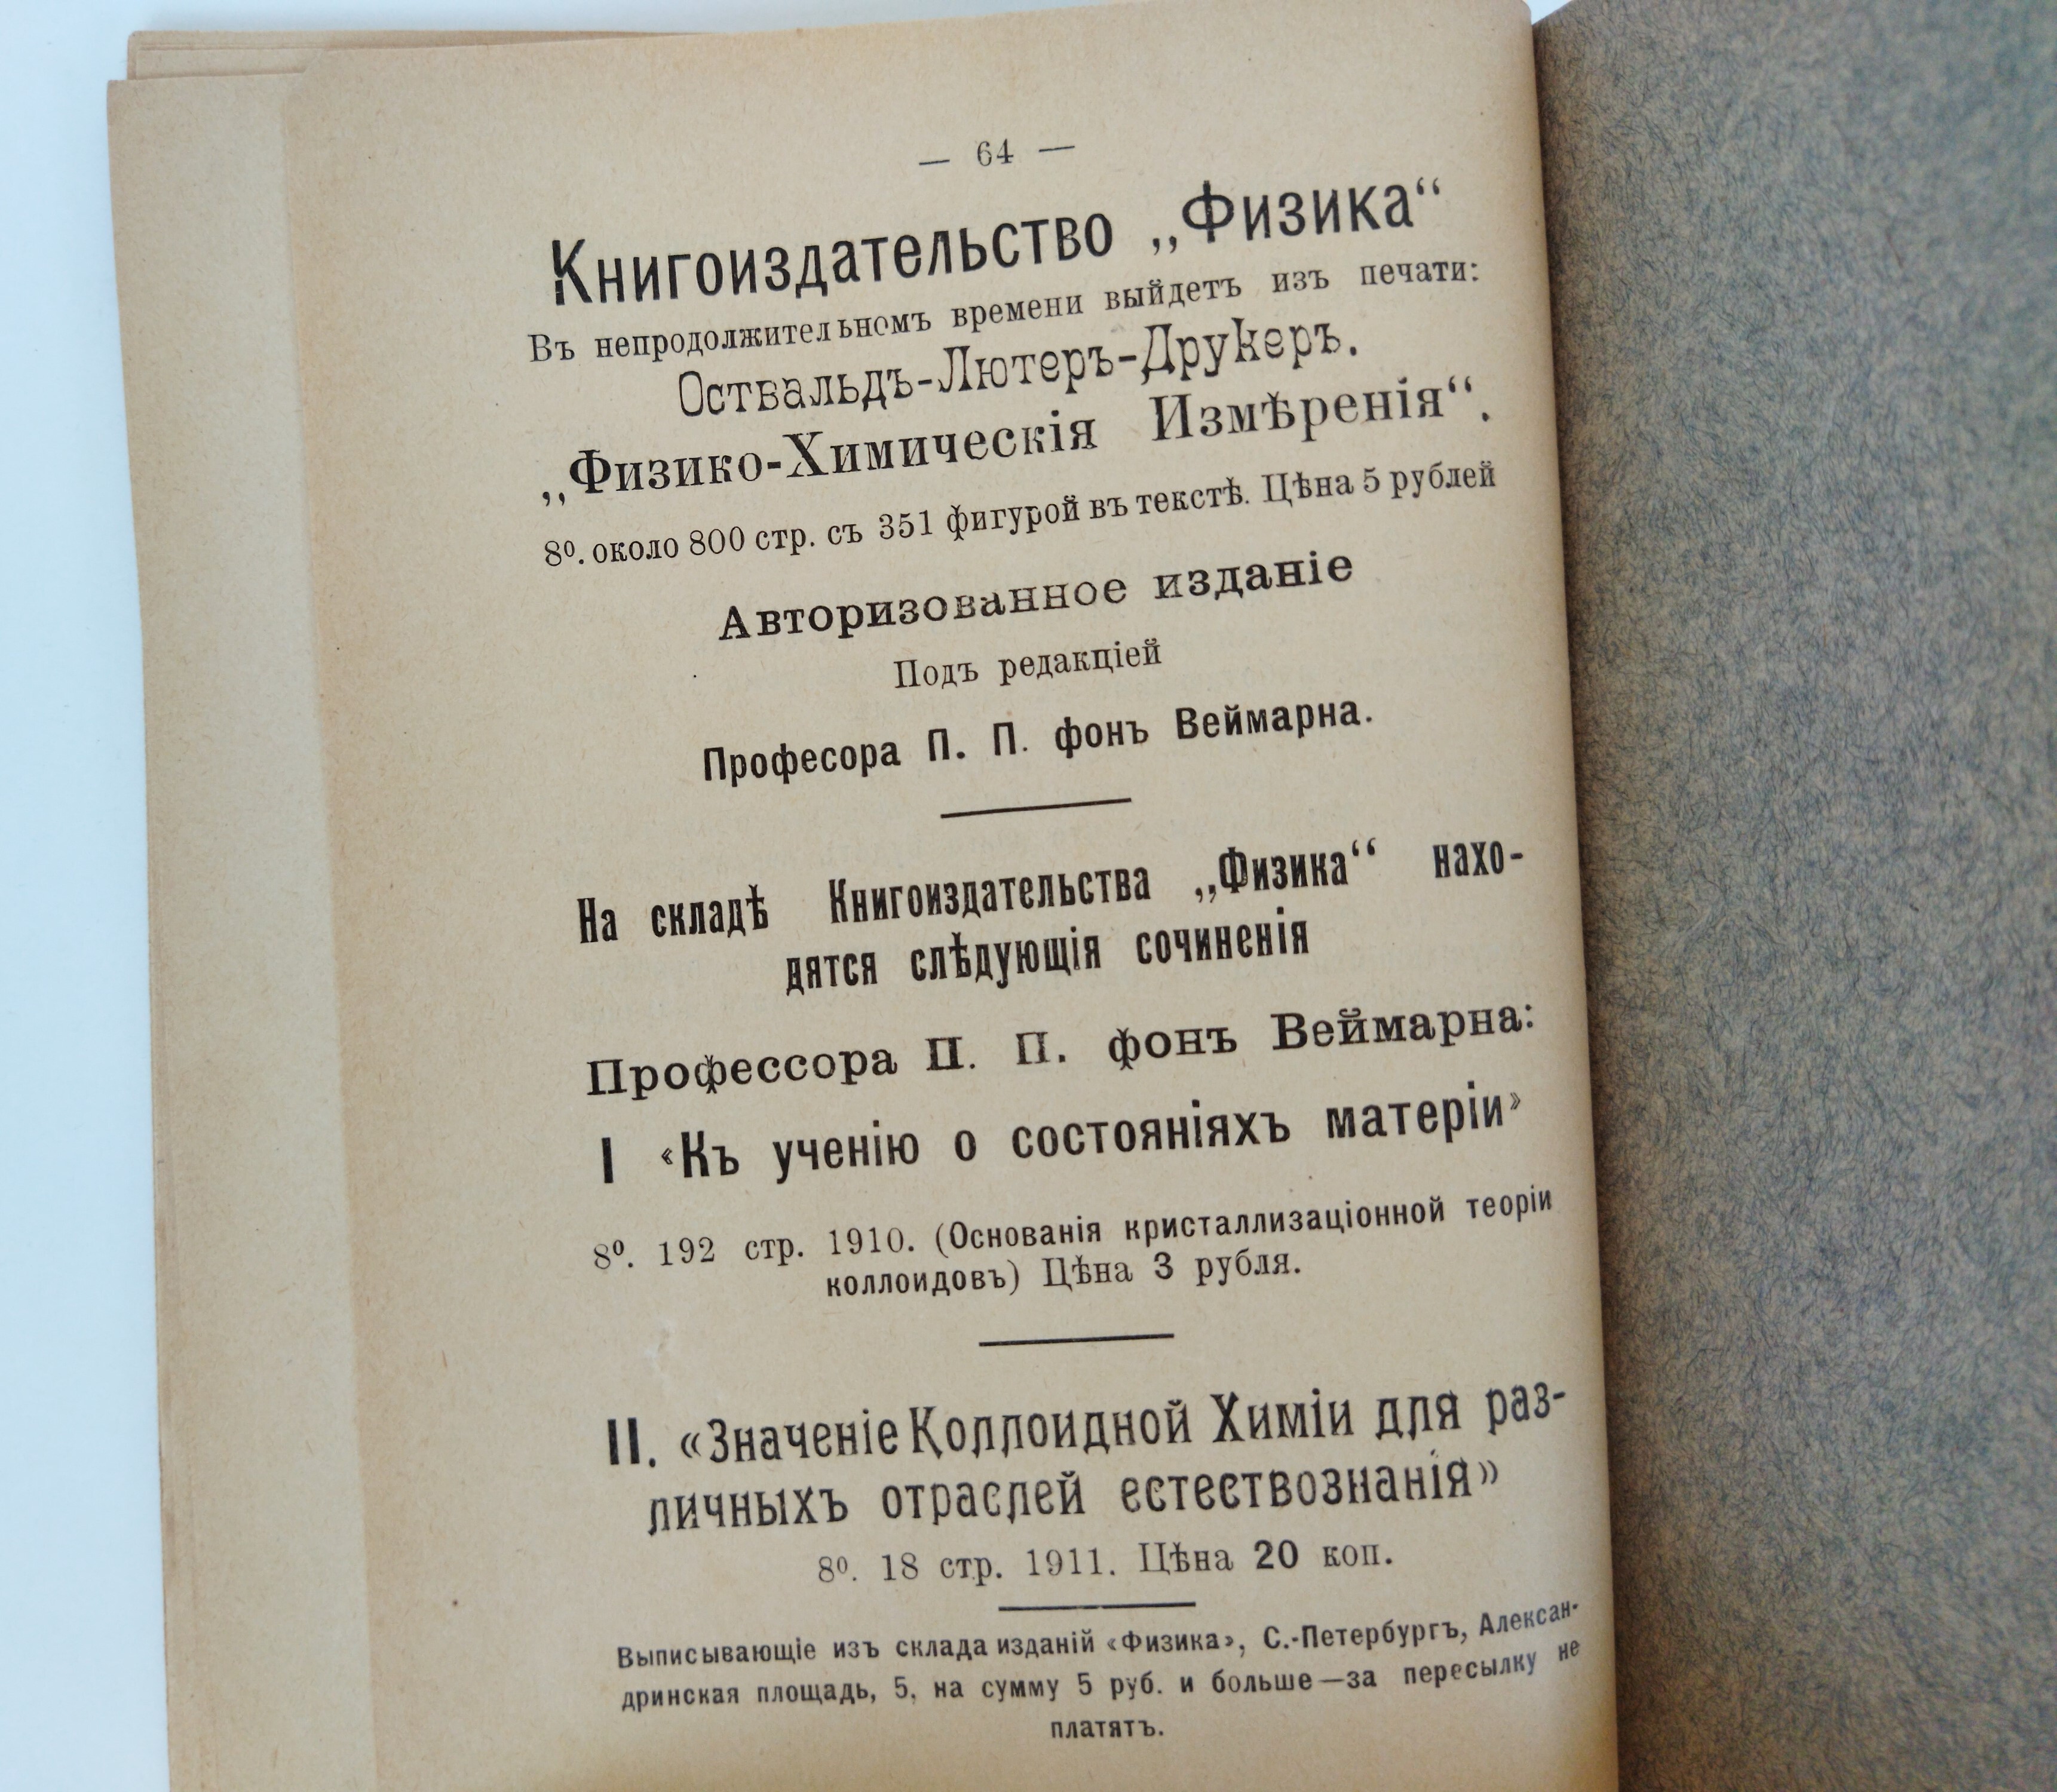 — 64 —
Книгоиздательство „Физика“
Въ непродолжительномъ времени выйдетъ изъ печати:
Оствальдъ-Лютеръ-Друкеръ.
„Физико-Химическія Измѣренія“.
8º. около 800 стр. съ 351 фигурой въ текстѣ. Цѣна 5 рублей
Авторизованное изданіе
Подъ редакціей
Професора П. П. фонъ Веймарна.
На складѣ Книгоиздательства „Физика“ нахо-
дятся слѣдующія сочиненія
Профессора П. П. фонъ Веймарна:
I «Къ ученію о состояніяхъ матеріи»
8º. 192 стр. 1910. (Основанія кристаллизаціонной теоріи
коллоидовъ) Цѣна 3 рубля.
II. «Значеніе Коллоидной Химіи для раз-
личныхъ отраслей естествознанія»
8º. 18 стр. 1911. Цѣна 20 коп.
Выписывающіе изъ склада изданій «Физика», С.-Петербургъ, Алексан-
дринская площадь, 5, на сумму 5 руб. и больше—за пересылку не
платятъ.